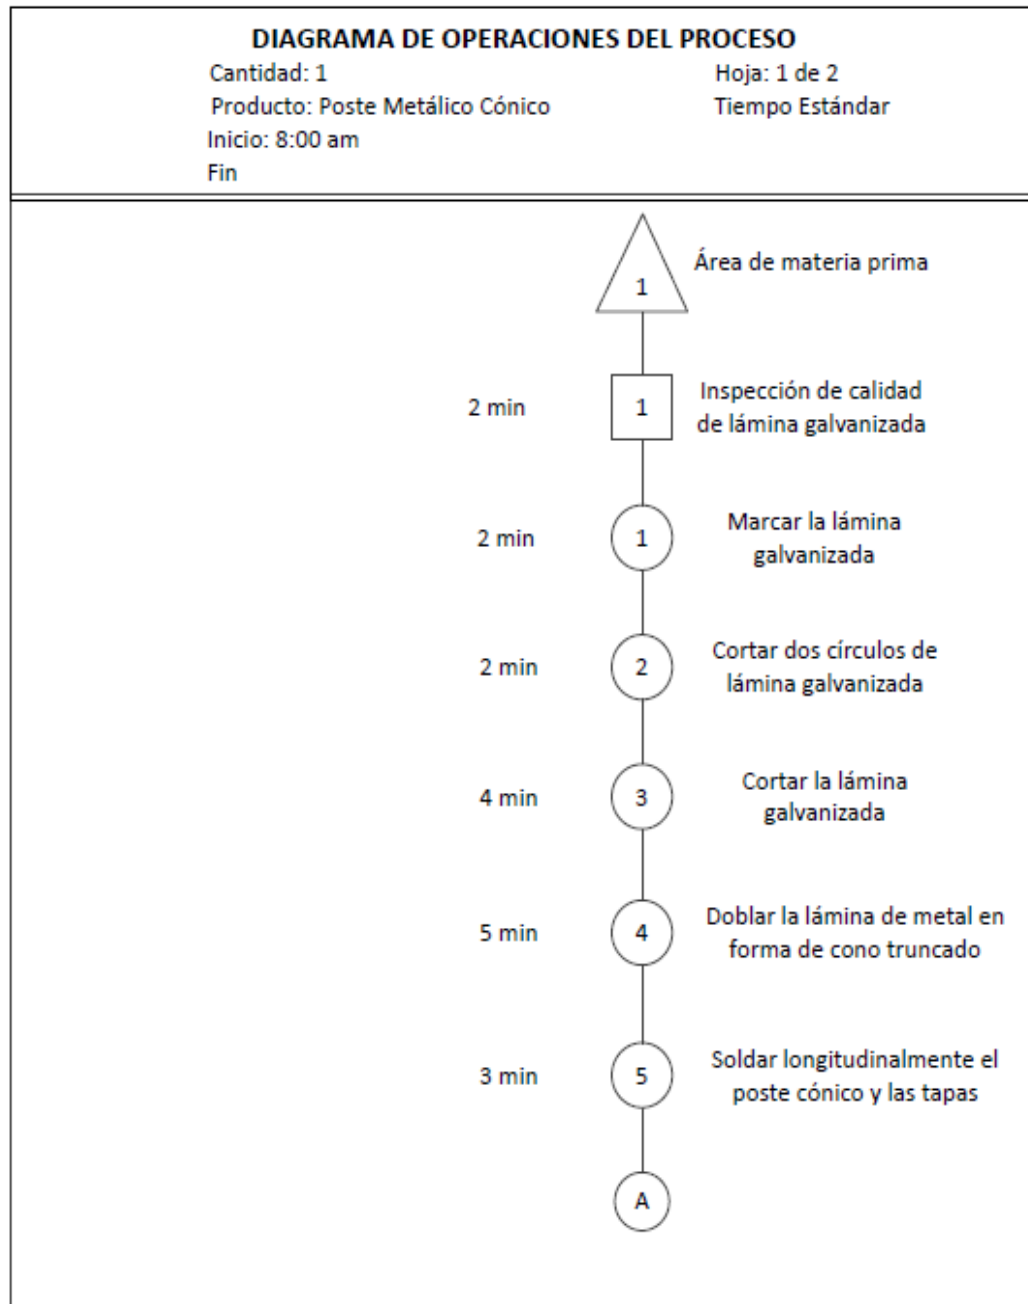 DIAGRAMA DE OPERACIONES DEL PROCESO
Cantidad: 1
Hoja: 1 de 2
Producto: Poste Metálico Cónico
Tiempo Estándar
Inicio: 8:00 am
Fin
1
Área de materia prima
2 min
1
Inspección de calidad
de lámina galvanizada
2 min
1
Marcar la lámina
galvanizada
2 min
2
Cortar dos círculos de
lámina galvanizada
4 min
3
Cortar la lámina
galvanizada
5 min
4
Doblar la lámina de metal en
forma de cono truncado
3 min
5
Soldar longitudinalmente el
poste cónico y las tapas
A